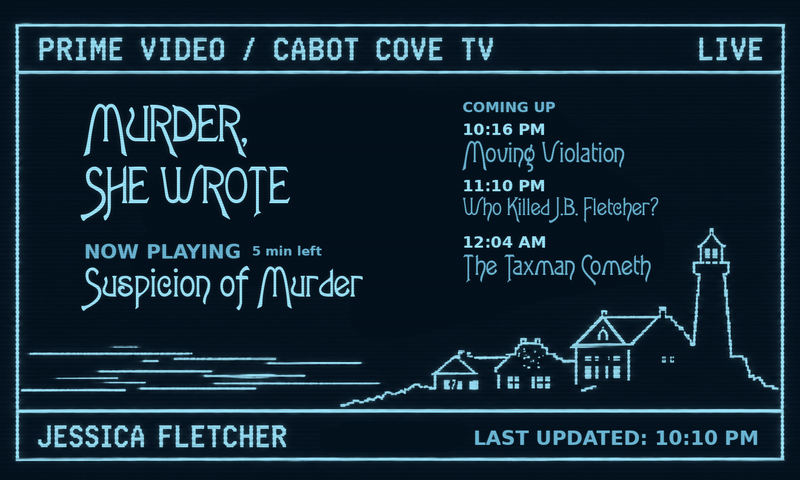 PRIME VIDEO / CABOT COVE TV
LIVE
MURDER,
SHE WROTE
NOW PLAYING 5 min left
Suspicion of Murder
COMING UP
10:16 PM
Moving Violation
11:10 PM
Who Killed J.B. Fletcher?
12:04 AM
The Taxman Cometh
JESSICA FLETCHER
LAST UPDATED: 10:10 PM